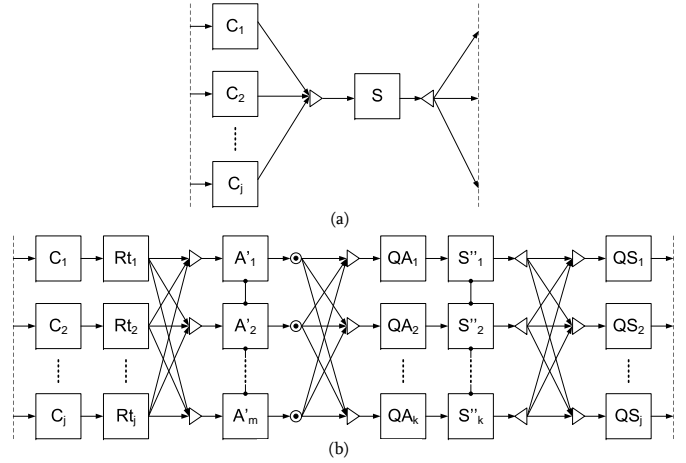 C₁
C₂ S
Cⱼ
(a)
C₁ Rt₁ A'₁ QA₁ S''₁ QS₁
C₂ Rt₂ A'₂ QA₂ S''₂ QS₂
Cⱼ Rtⱼ A'ₘ QAₖ S''ₖ QSⱼ
(b)